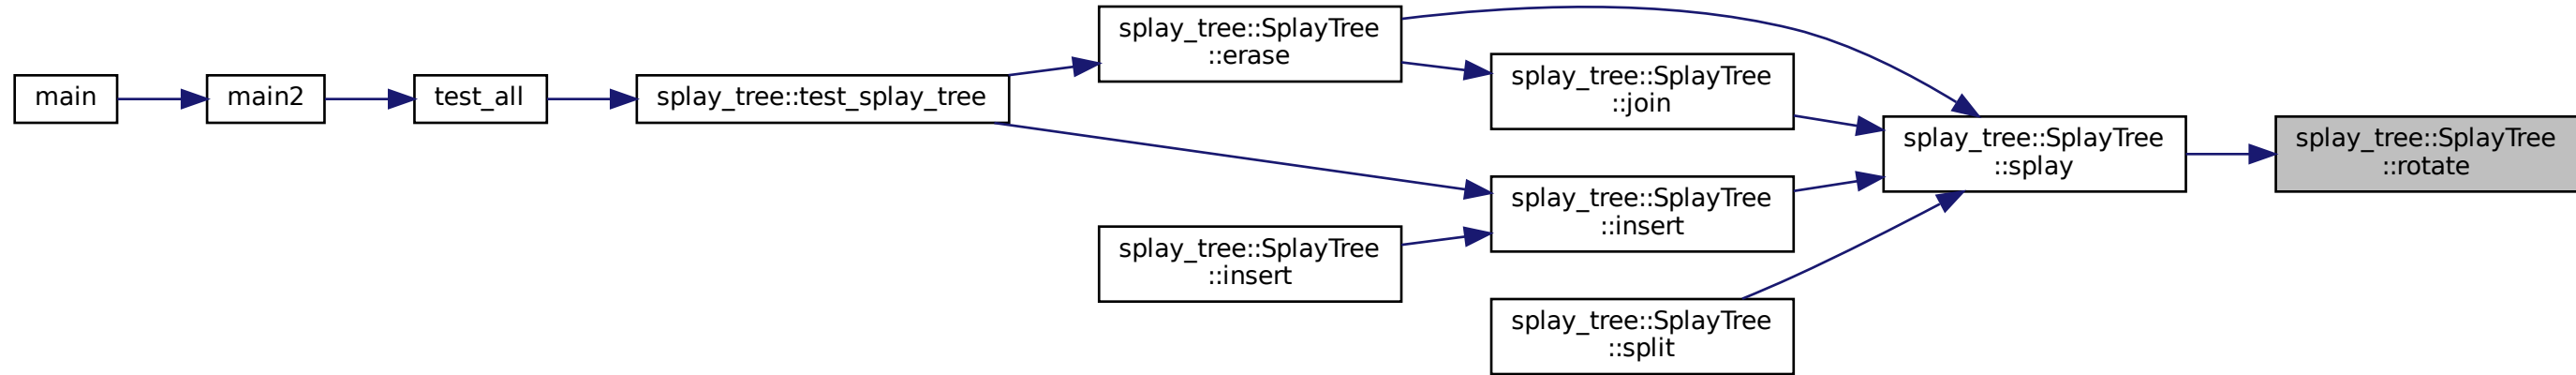 main
main2
test_all
splay_tree::test_splay_tree
splay_tree::SplayTree
::erase
splay_tree::SplayTree
::insert
splay_tree::SplayTree
::join
splay_tree::SplayTree
::insert
splay_tree::SplayTree
::split
splay_tree::SplayTree
::splay
splay_tree::SplayTree
::rotate